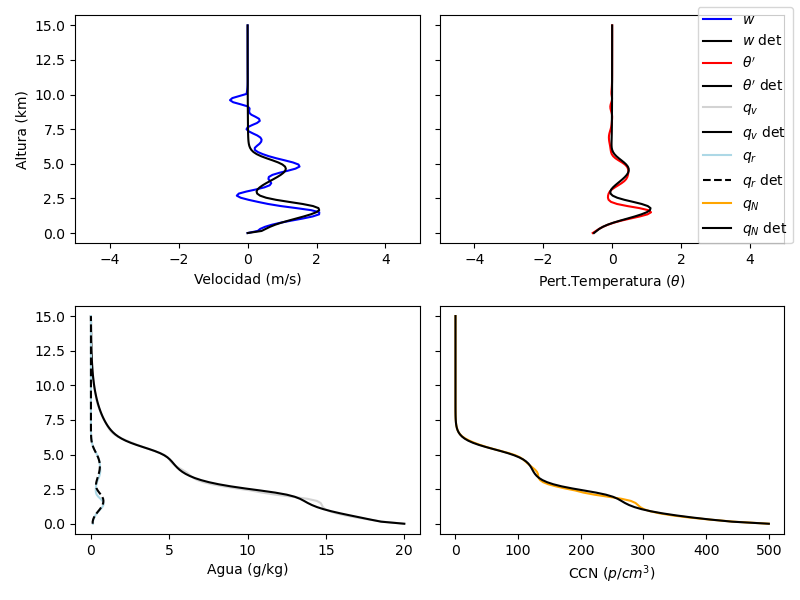 15.0
12.5
10.0
7.5
5.0
2.5
0.0
Altura (km)
−4 −2 0 2 4
Velocidad (m/s)
−4 −2 0 2 4
Pert.Temperatura (θ)
w
w det
θ′
θ′ det
q_v
q_v det
q_r
q_r det
q_N
q_N det
15.0
12.5
10.0
7.5
5.0
2.5
0.0
0 5 10 15 20
Agua (g/kg)
0 100 200 300 400 500
CCN (p/cm³)